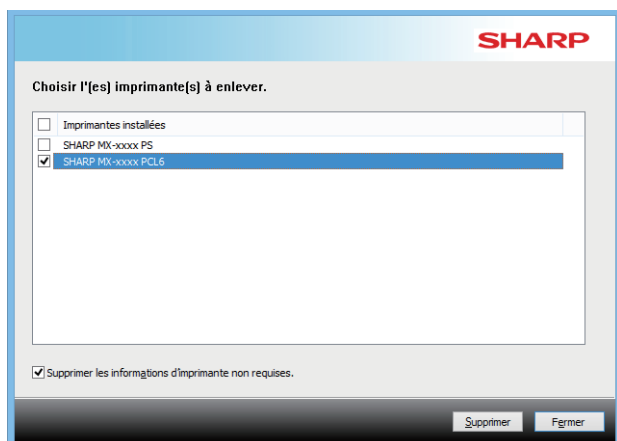 SHARP
Choisir l'(es) imprimante(s) à enlever.
Imprimantes installées
SHARP MX-xxxx PS
SHARP MX-xxxx PCL6
Supprimer les informations d'imprimante non requises.
Supprimer Fermer